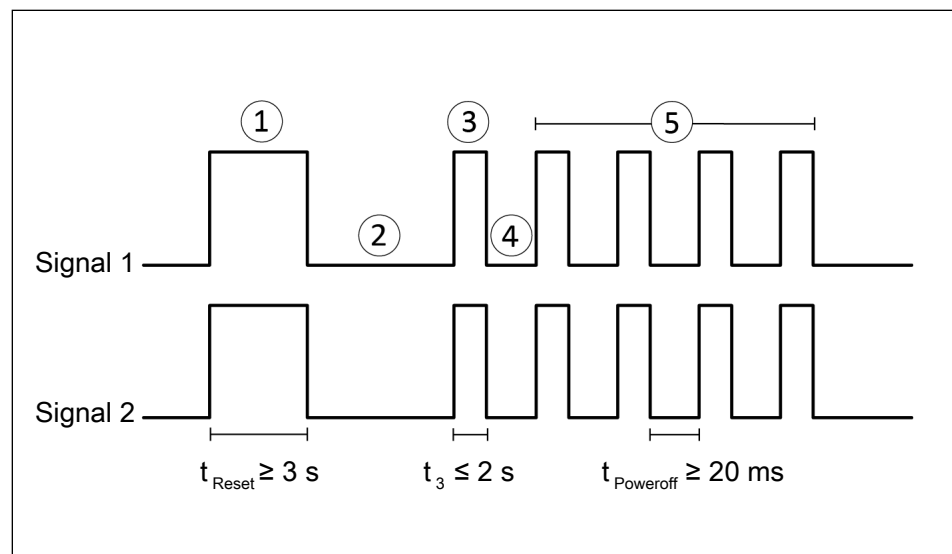 1
3
5
2
4
Signal 1
Signal 2
t Reset ≥ 3 s
t 3 ≤ 2 s
t Poweroff ≥ 20 ms